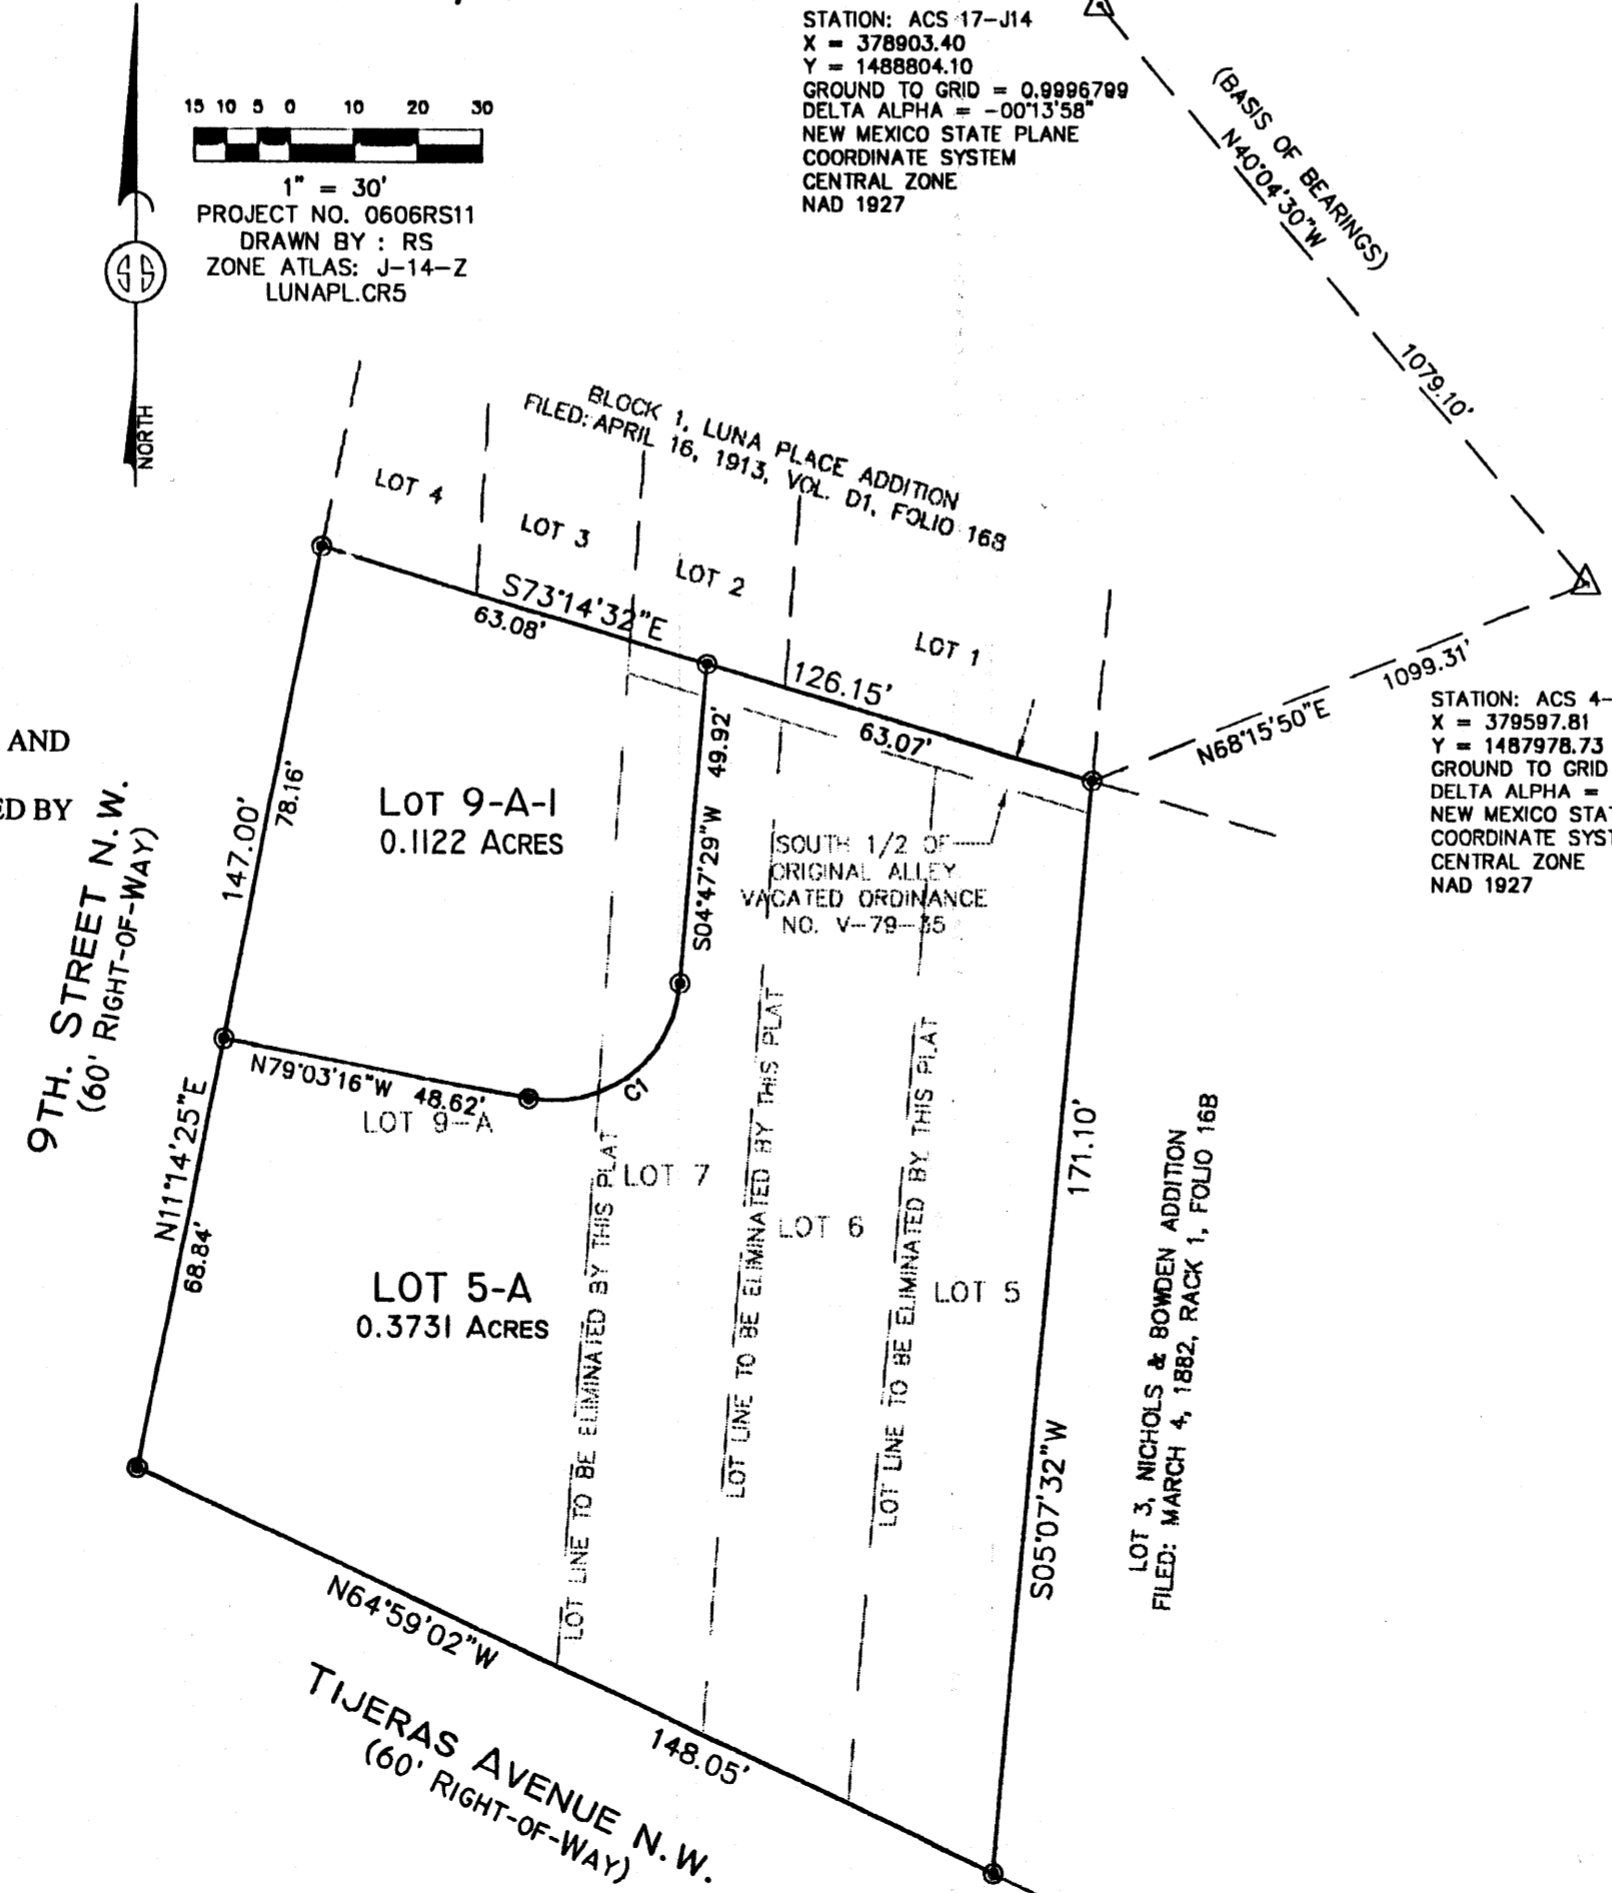 STATION: ACS 17-J14
X = 378903.40
Y = 1488804.10
GROUND TO GRID = 0.9996799
DELTA ALPHA = -00°13'58"
NEW MEXICO STATE PLANE
COORDINATE SYSTEM
CENTRAL ZONE
NAD 1927
15 10 5 0 10 20 30
1" = 30'
PROJECT NO. 0606RS11
DRAWN BY : RS
ZONE ATLAS: J-14-Z
LUNAPL.CR5
NORTH
(BASIS OF BEARINGS)
N40°04'30"W
1079.10'
BLOCK 1, LUNA PLACE ADDITION
FILED: APRIL 16, 1913, VOL. D1, FOLIO 168
LOT 4
LOT 3
LOT 2
LOT 1
S73°14'32"E
63.08'
126.15'
63.07'
N68°15'50"E
1099.31'
STATION: ACS 4-
X = 379597.81
Y = 1487978.73
GROUND TO GRID
DELTA ALPHA =
NEW MEXICO STA
COORDINATE SYS
CENTRAL ZONE
NAD 1927
AND
ED BY
9TH. STREET N.W.
(60' RIGHT-OF-WAY)
147.00'
78.16'
LOT 9-A-1
0.1122 ACRES
49.92'
S04°47'29"W
SOUTH 1/2 OF
ORIGINAL ALLEY
VACATED ORDINANCE
NO. V-79-35
N79°03'16"W 48.62'
C1
LOT 9-A
N11°14'25"E
68.84'
LOT 7
LOT 6
LOT 5
LOT 5-A
0.3731 ACRES
LOT LINE TO BE ELIMINATED BY THIS PLAT
LOT LINE TO BE ELIMINATED BY THIS PLAT
LOT LINE TO BE ELIMINATED BY THIS PLAT
171.10'
S05°07'32"W
LOT 3, NICHOLS & BOWDEN ADDITION
FILED: MARCH 4, 1882, RACK 1, FOLIO 16B
N64°59'02"W
148.05'
TIJERAS AVENUE N.W.
(60' RIGHT-OF-WAY)